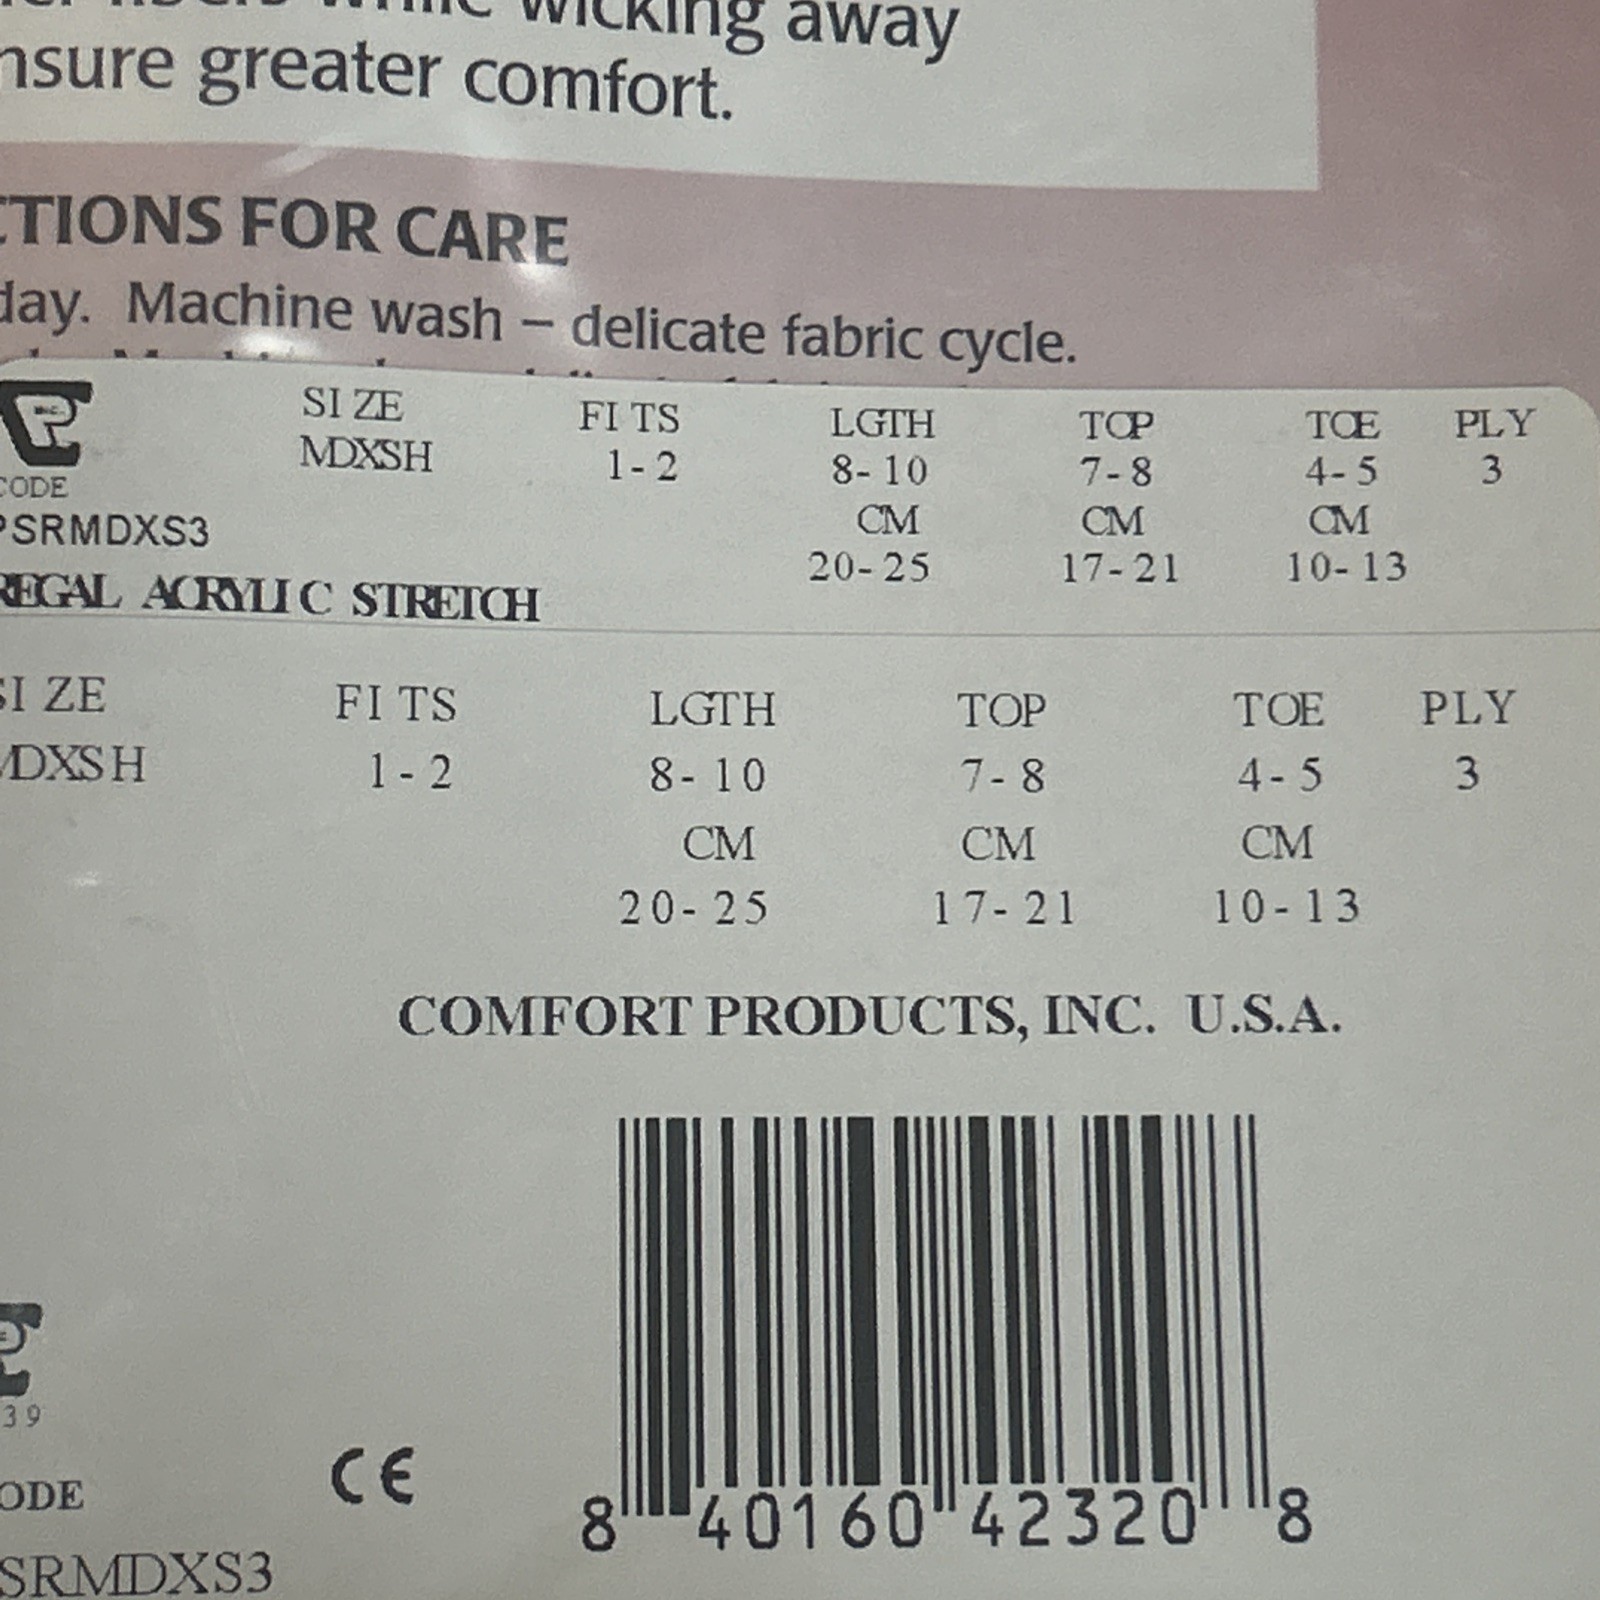 while wicking away
nsure greater comfort.
CTIONS FOR CARE
day. Machine wash – delicate fabric cycle.
SIZE FITS LGTH TOP TOE PLY
MDXSH 1-2 8-10 7-8 4-5 3
CODE CM CM CM
PSRMDXS3 20-25 17-21 10-13
REGAL ACRYLIC STRETCH
SIZE FITS LGTH TOP TOE PLY
MDXSH 1-2 8-10 7-8 4-5 3
CM CM CM
20-25 17-21 10-13
COMFORT PRODUCTS, INC. U.S.A.
39
CE
ODE
8 40160 42320 8
SRMDXS3